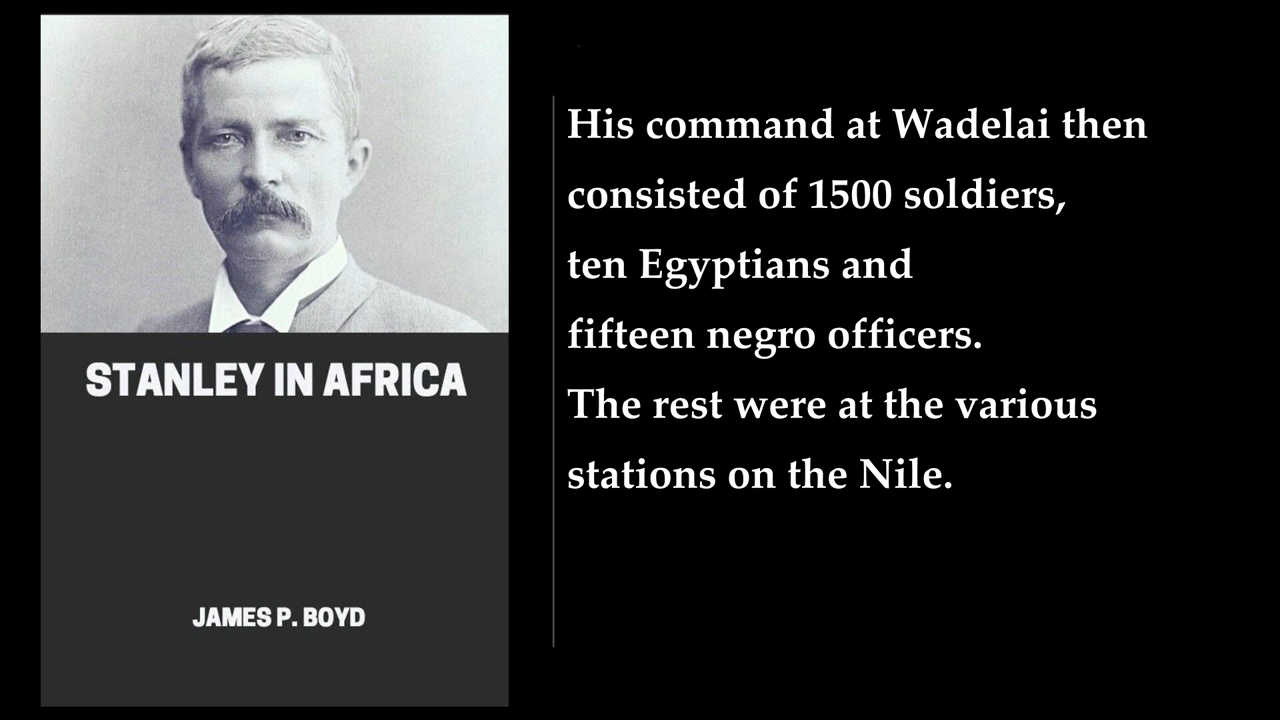 STANLEY IN AFRICA
JAMES P. BOYD
His command at Wadelai then
consisted of 1500 soldiers,
ten Egyptians and
fifteen negro officers.
The rest were at the various
stations on the Nile.